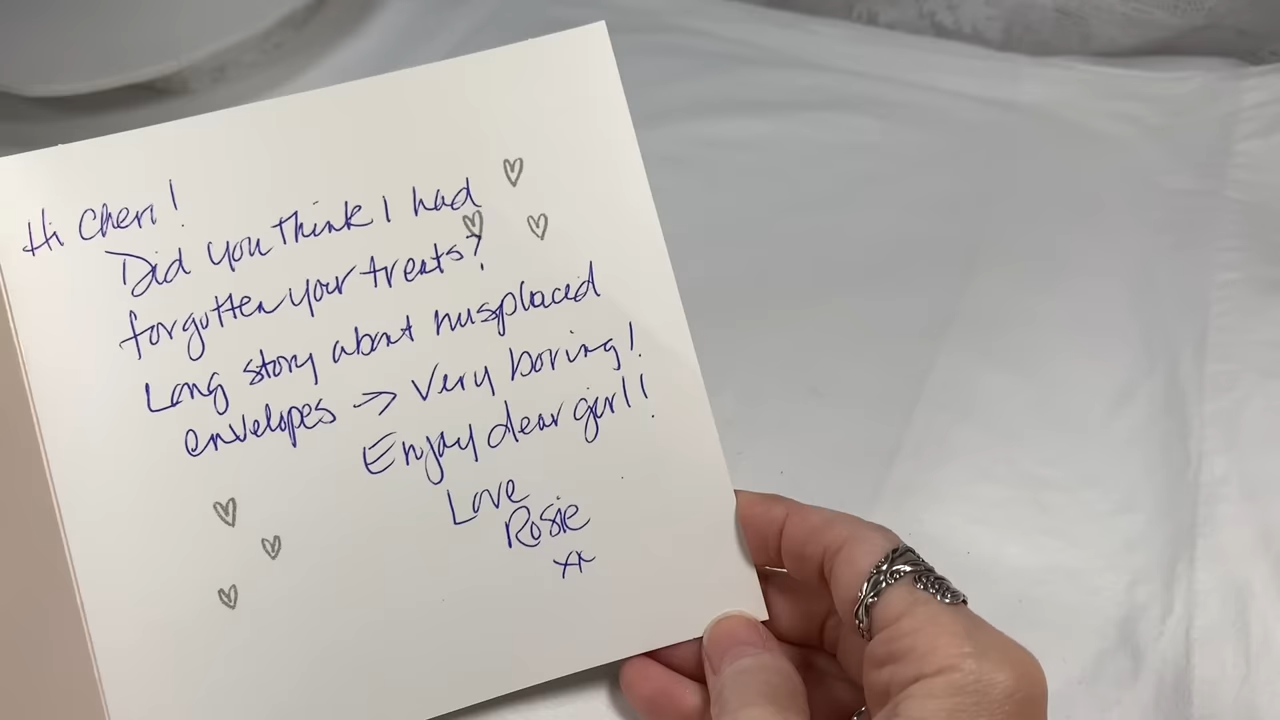 Hi Cheri!
Did you think I had
forgotten your treats?
Long story about misplaced
envelopes → Very boring!
Enjoy dear girl!
Love
Rosie
xx